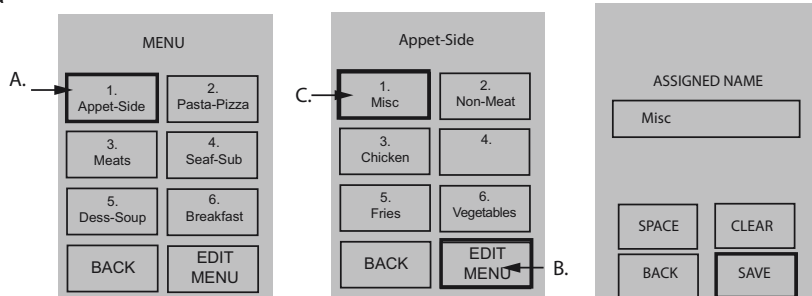 MENU
A.
1.
Appet-Side
2.
Pasta-Pizza
3.
Meats
4.
Seaf-Sub
5.
Dess-Soup
6.
Breakfast
BACK
EDIT
MENU
Appet-Side
C.
1.
Misc
2.
Non-Meat
3.
Chicken
4.
5.
Fries
6.
Vegetables
BACK
EDIT
MENU
B.
ASSIGNED NAME
Misc
SPACE
CLEAR
BACK
SAVE